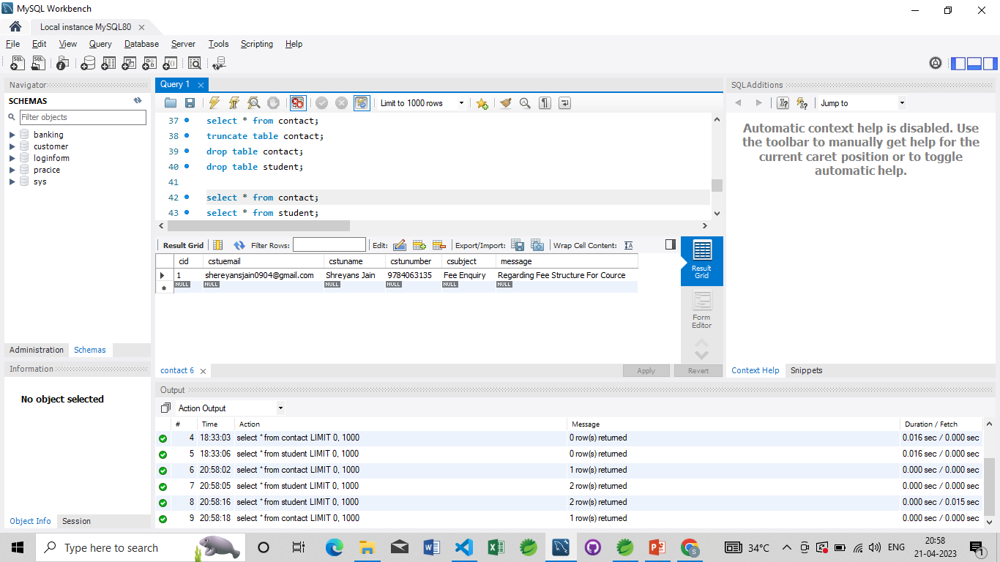 MySQL Workbench
Local instance MySQL80
File Edit View Query Database Server Tools Scripting Help
Navigator
SCHEMAS
Filter objects
banking
customer
loginfom
pracice
sys
Administration Schemas
Information
No object selected
Object Info Session
Query 1
Limit to 1000 rows
37 select * from contact;
38 truncate table contact;
39 drop table contact;
40 drop table student;
41
42 select * from contact;
43 select * from student;
Result Grid Filter Rows: Edit: Export/Import: Wrap Cell Content:
cid cstuemail cstuname cstunumber csubject message
1 shereyansjain0904@gmail.com Shreyans Jain 9784063135 Fee Enquiry Regarding Fee Structure For Cource
NULL NULL NULL NULL NULL NULL
Result
Grid
Form
Editor
contact 6
Apply Revert
SQLAdditions
Jump to
Automatic context help is disabled. Use
the toolbar to manually get help for the
current caret position or to toggle
automatic help.
Context Help Snippets
Output
Action Output
# Time Action Message Duration / Fetch
4 18:33:03 select * from contact LIMIT 0, 1000 0 row(s) returned 0.016 sec / 0.000 sec
5 18:33:06 select * from student LIMIT 0, 1000 0 row(s) returned 0.016 sec / 0.000 sec
6 20:58:02 select * from contact LIMIT 0, 1000 1 row(s) returned 0.000 sec / 0.000 sec
7 20:58:05 select * from student LIMIT 0, 1000 2 row(s) returned 0.000 sec / 0.000 sec
8 20:58:16 select * from student LIMIT 0, 1000 2 row(s) returned 0.000 sec / 0.015 sec
9 20:58:18 select * from contact LIMIT 0, 1000 1 row(s) returned 0.000 sec / 0.000 sec
Type here to search
34°C
ENG
20:58
21-04-2023
1